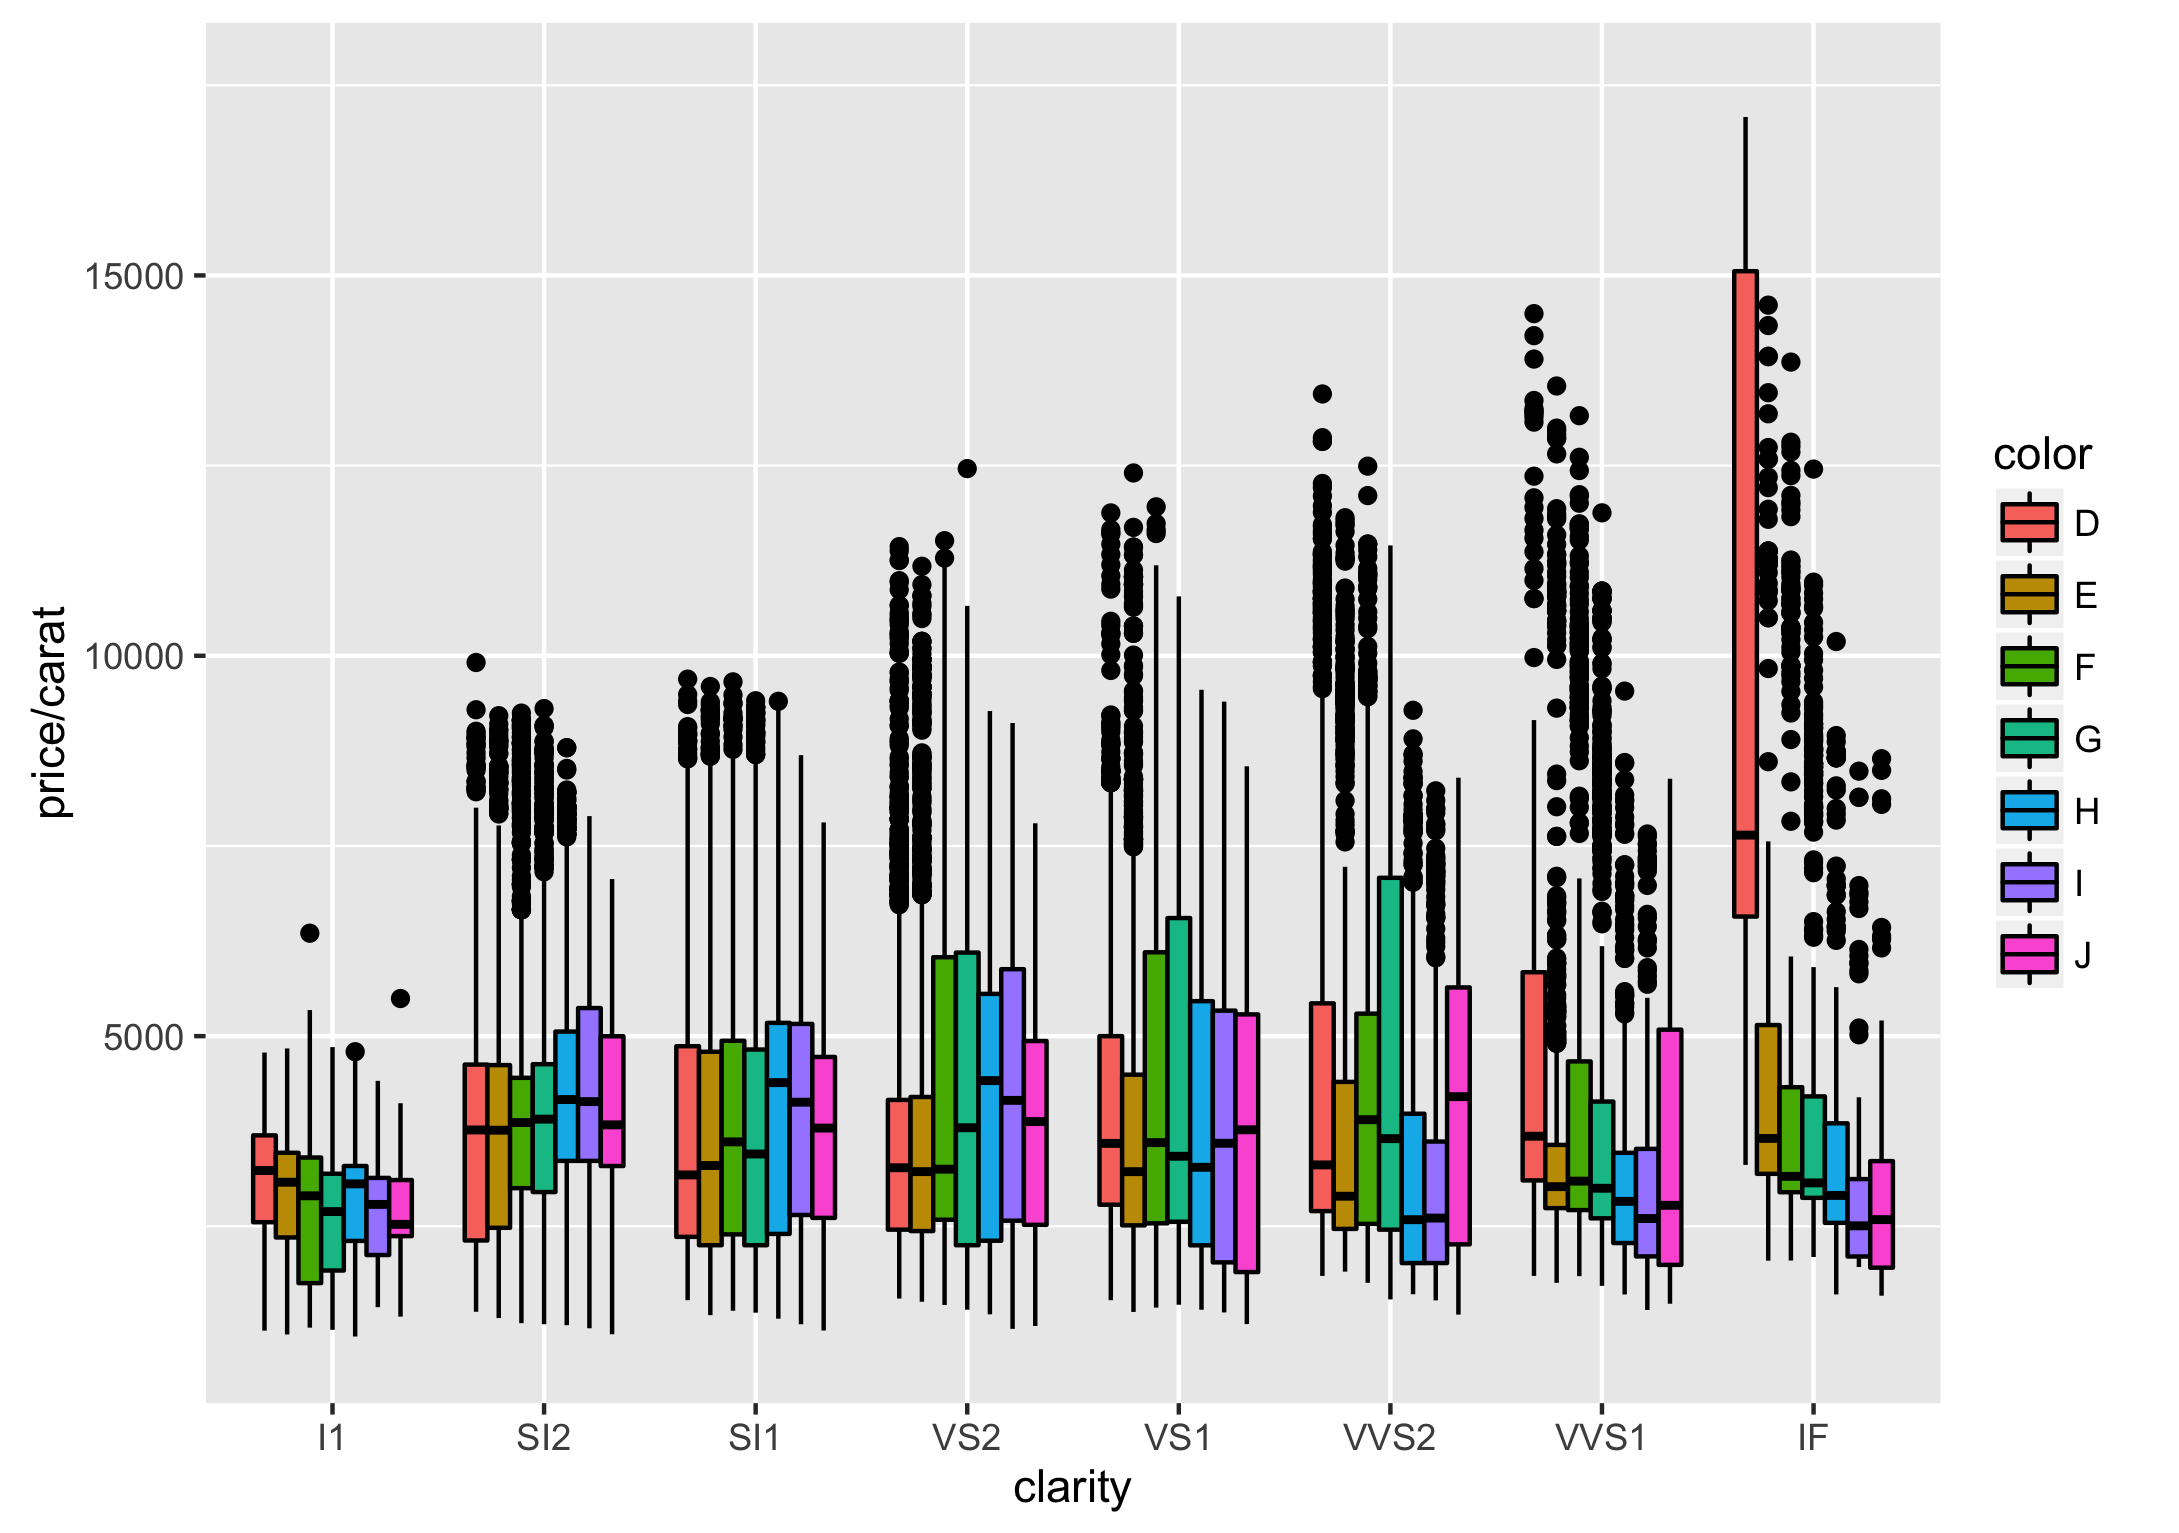 15000
10000
5000
price/carat
I1 SI2 SI1 VS2 VS1 VVS2 VVS1 IF
clarity
color
D
E
F
G
H
I
J